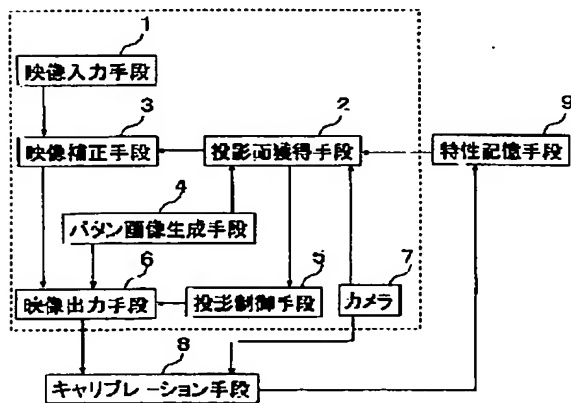 1
映像入力手段
3
映像補正手段
2
投影面獲得手段
9
特性記憶手段
4
パタン画像生成手段
6
映像出力手段
5
投影制御手段
7
カメラ
8
キャリブレーション手段